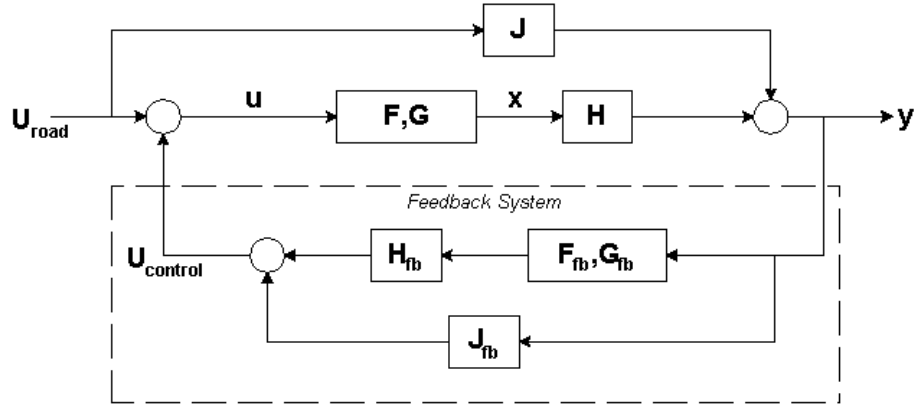 J
U_road
u
F,G
x
H
y
Feedback System
U_control
H_fb
F_fb,G_fb
J_fb